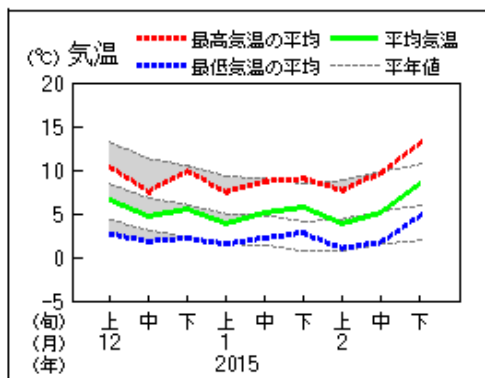 (℃) 気温 最高気温の平均 平均気温
最低気温の平均 平年値
20
15
10
5
0
-5
(旬) 上 中 下 上 中 下 上 中 下
(月) 12 1 2
(年) 2015